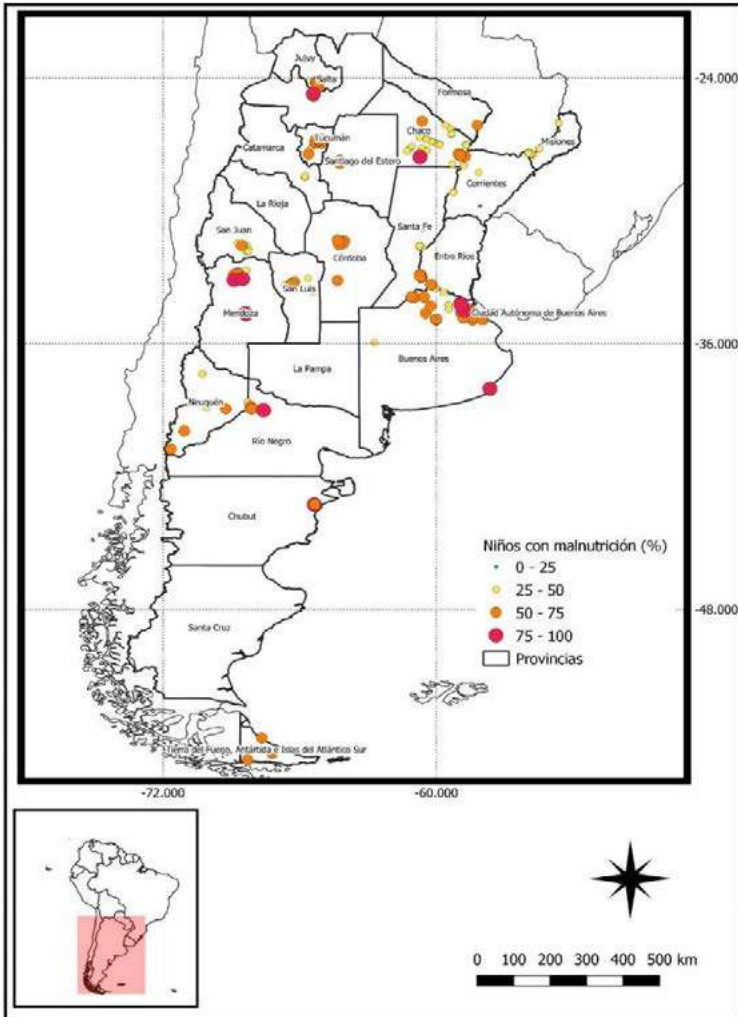 Jujuy
Salta
-24.000
Formosa
Chaco
Misiones
Tucumán
Catamarca
Santiago del Estero
Corrientes
La Rioja
Santa Fe
San Juan
Entre Ríos
Córdoba
San Luis
Mendoza
Ciudad Autónoma de Buenos Aires
-36.000
Buenos Aires
La Pampa
Neuquén
Río Negro
Chubut
Niños con malnutrición (%)
0 - 25
25 - 50
50 - 75
75 - 100
Provincias
-48.000
Santa Cruz
Tierra del Fuego, Antártida e Islas del Atlántico Sur
-72.000
-60.000
0 100 200 300 400 500 km